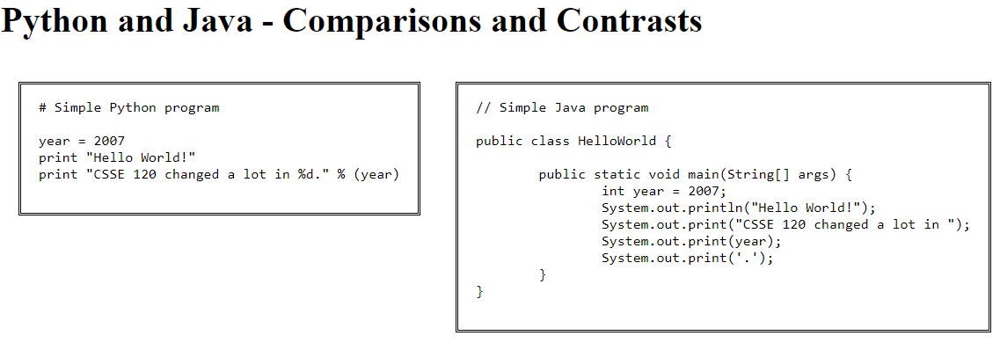 Python and Java - Comparisons and Contrasts
# Simple Python program
year = 2007
print "Hello World!"
print "CSSE 120 changed a lot in %d." % (year)
// Simple Java program
public class HelloWorld {
public static void main(String[] args) {
int year = 2007;
System.out.println("Hello World!");
System.out.print("CSSE 120 changed a lot in ");
System.out.print(year);
System.out.print('.');
}
}